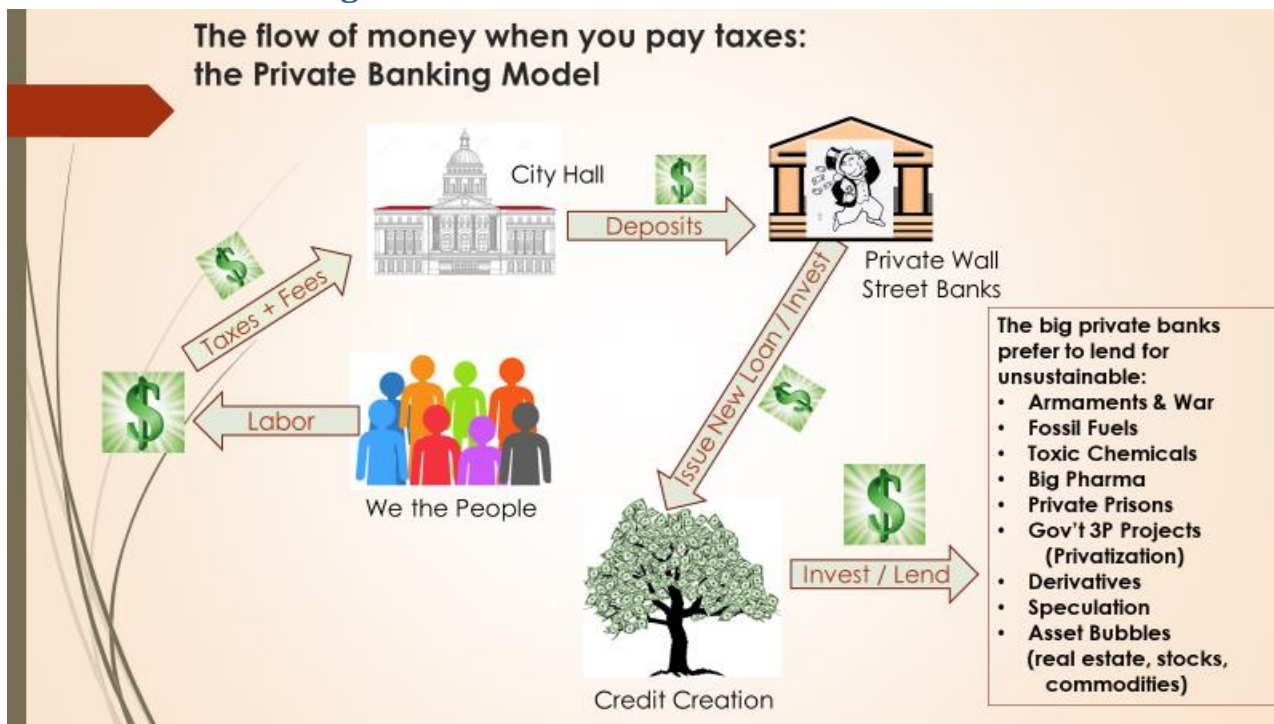 The flow of money when you pay taxes:
the Private Banking Model
City Hall
Deposits
Private Wall
Street Banks
Taxes + Fees
Labor
We the People
Issue New Loan / Invest
Credit Creation
Invest / Lend
The big private banks
prefer to lend for
unsustainable:
• Armaments & War
• Fossil Fuels
• Toxic Chemicals
• Big Pharma
• Private Prisons
• Gov't 3P Projects
(Privatization)
• Derivatives
• Speculation
• Asset Bubbles
(real estate, stocks,
commodities)